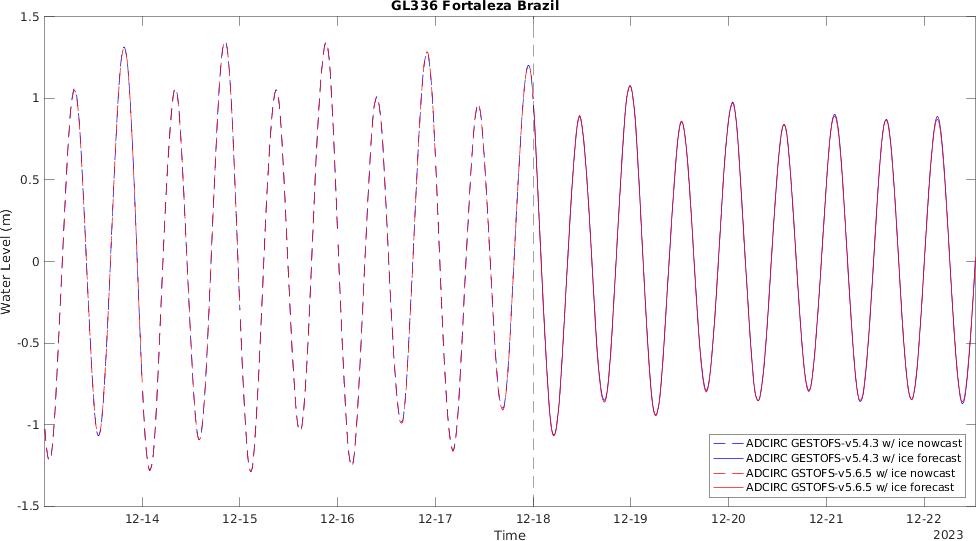 GL336 Fortaleza Brazil
1.5
1
0.5
0
-0.5
-1
-1.5
Water Level (m)
12-14
12-15
12-16
12-17
12-18
12-19
12-20
12-21
12-22
Time
2023
ADCIRC GESTOFS-v5.4.3 w/ ice nowcast
ADCIRC GESTOFS-v5.4.3 w/ ice forecast
ADCIRC GSTOFS-v5.6.5 w/ ice nowcast
ADCIRC GSTOFS-v5.6.5 w/ ice forecast